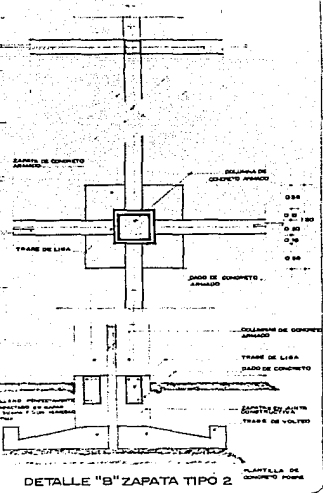 ZAPATA DE CONCRETO
ARMADO
COLUMNA DE
CONCRETO ARMADO
TRABE DE LIGA
DADO DE CONCRETO
ARMADO
COLUMNAS DE CONCRETO
ARMADO
TRABE DE LIGA
DADO DE CONCRETO
ZAPATAS EN JUNTA
CONSTRUCTIVA
TRABE DE VOLTEO
PLANTILLA DE
CONCRETO POBRE
DETALLE "B" ZAPATA TIPO 2